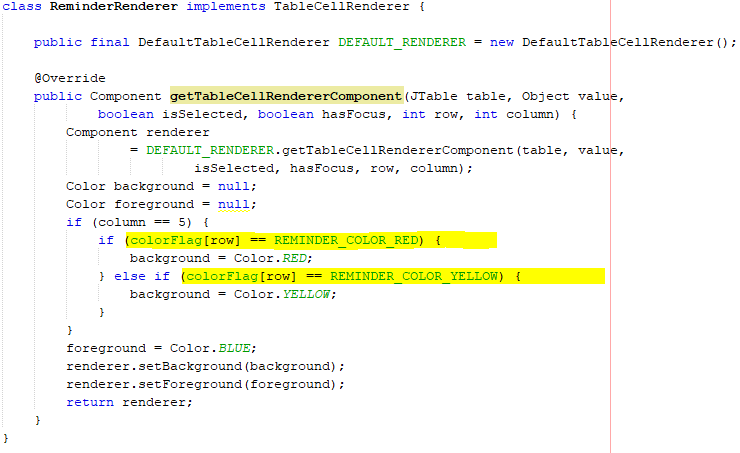 class ReminderRenderer implements TableCellRenderer {
public final DefaultTableCellRenderer DEFAULT_RENDERER = new DefaultTableCellRenderer();
@Override
public Component getTableCellRendererComponent(JTable table, Object value,
boolean isSelected, boolean hasFocus, int row, int column) {
Component renderer
= DEFAULT_RENDERER.getTableCellRendererComponent(table, value,
isSelected, hasFocus, row, column);
Color background = null;
Color foreground = null;
if (column == 5) {
if (colorFlag[row] == REMINDER_COLOR_RED) {
background = Color.RED;
} else if (colorFlag[row] == REMINDER_COLOR_YELLOW) {
background = Color.YELLOW;
}
}
foreground = Color.BLUE;
renderer.setBackground(background);
renderer.setForeground(foreground);
return renderer;
}
}